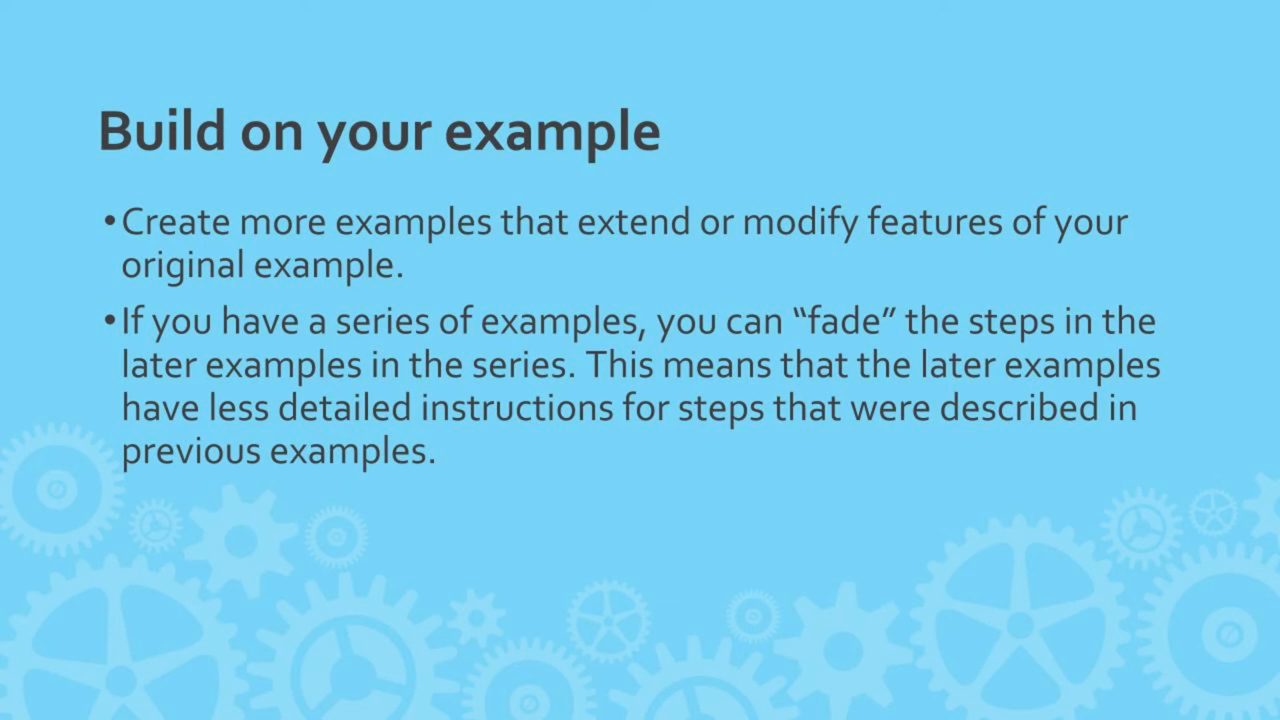 Build on your example
•Create more examples that extend or modify features of your
original example.
•If you have a series of examples, you can “fade” the steps in the
later examples in the series. This means that the later examples
have less detailed instructions for steps that were described in
previous examples.